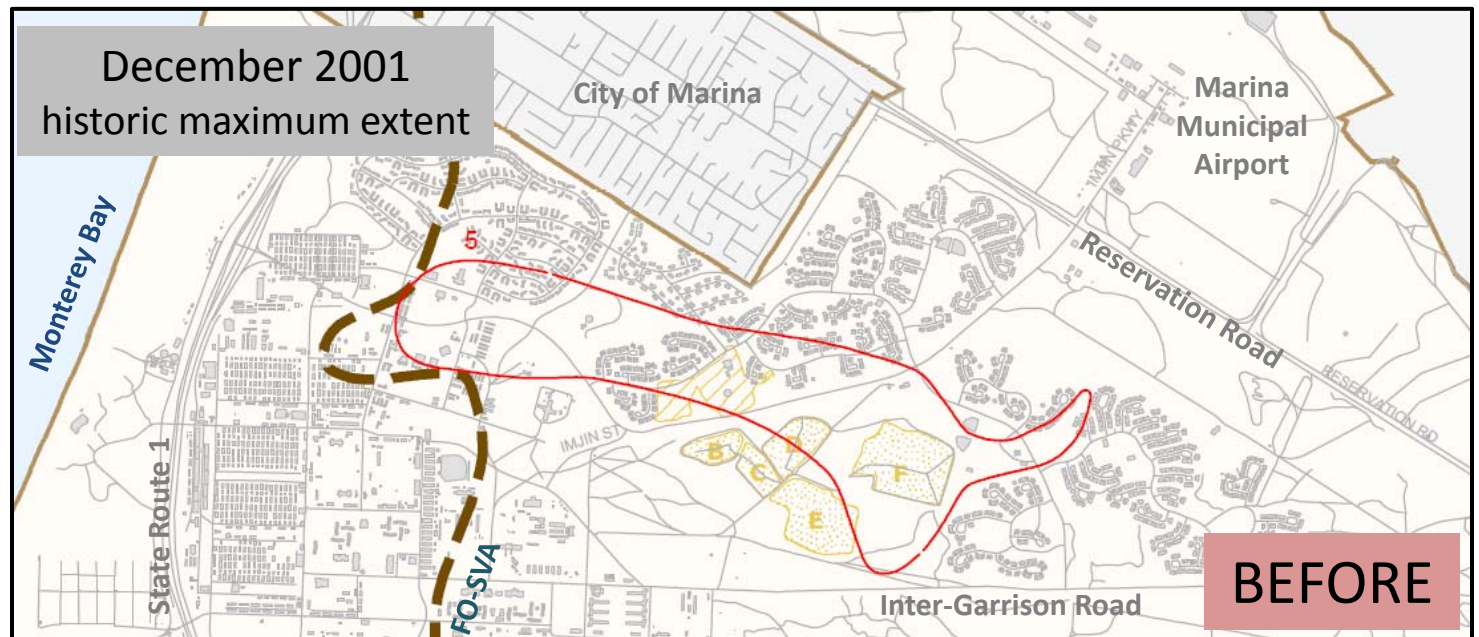 December 2001
historic maximum extent
City of Marina
Marina
Municipal
Airport
IMJIN PKWY
Monterey Bay
5
Reservation Road
RESERVATION RD
IMJIN ST
B
C
D
E
F
State Route 1
FO-SVA
Inter-Garrison Road
BEFORE